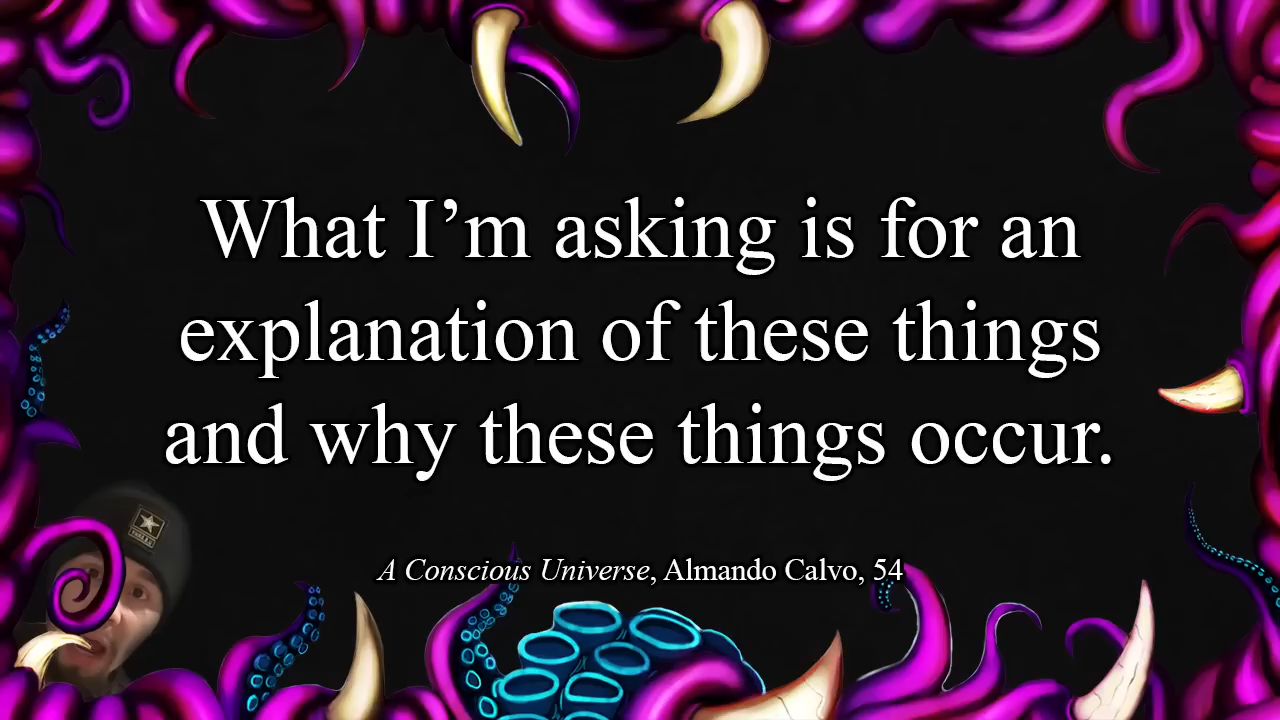 What I’m asking is for an
explanation of these things
and why these things occur.
A Conscious Universe, Almando Calvo, 54